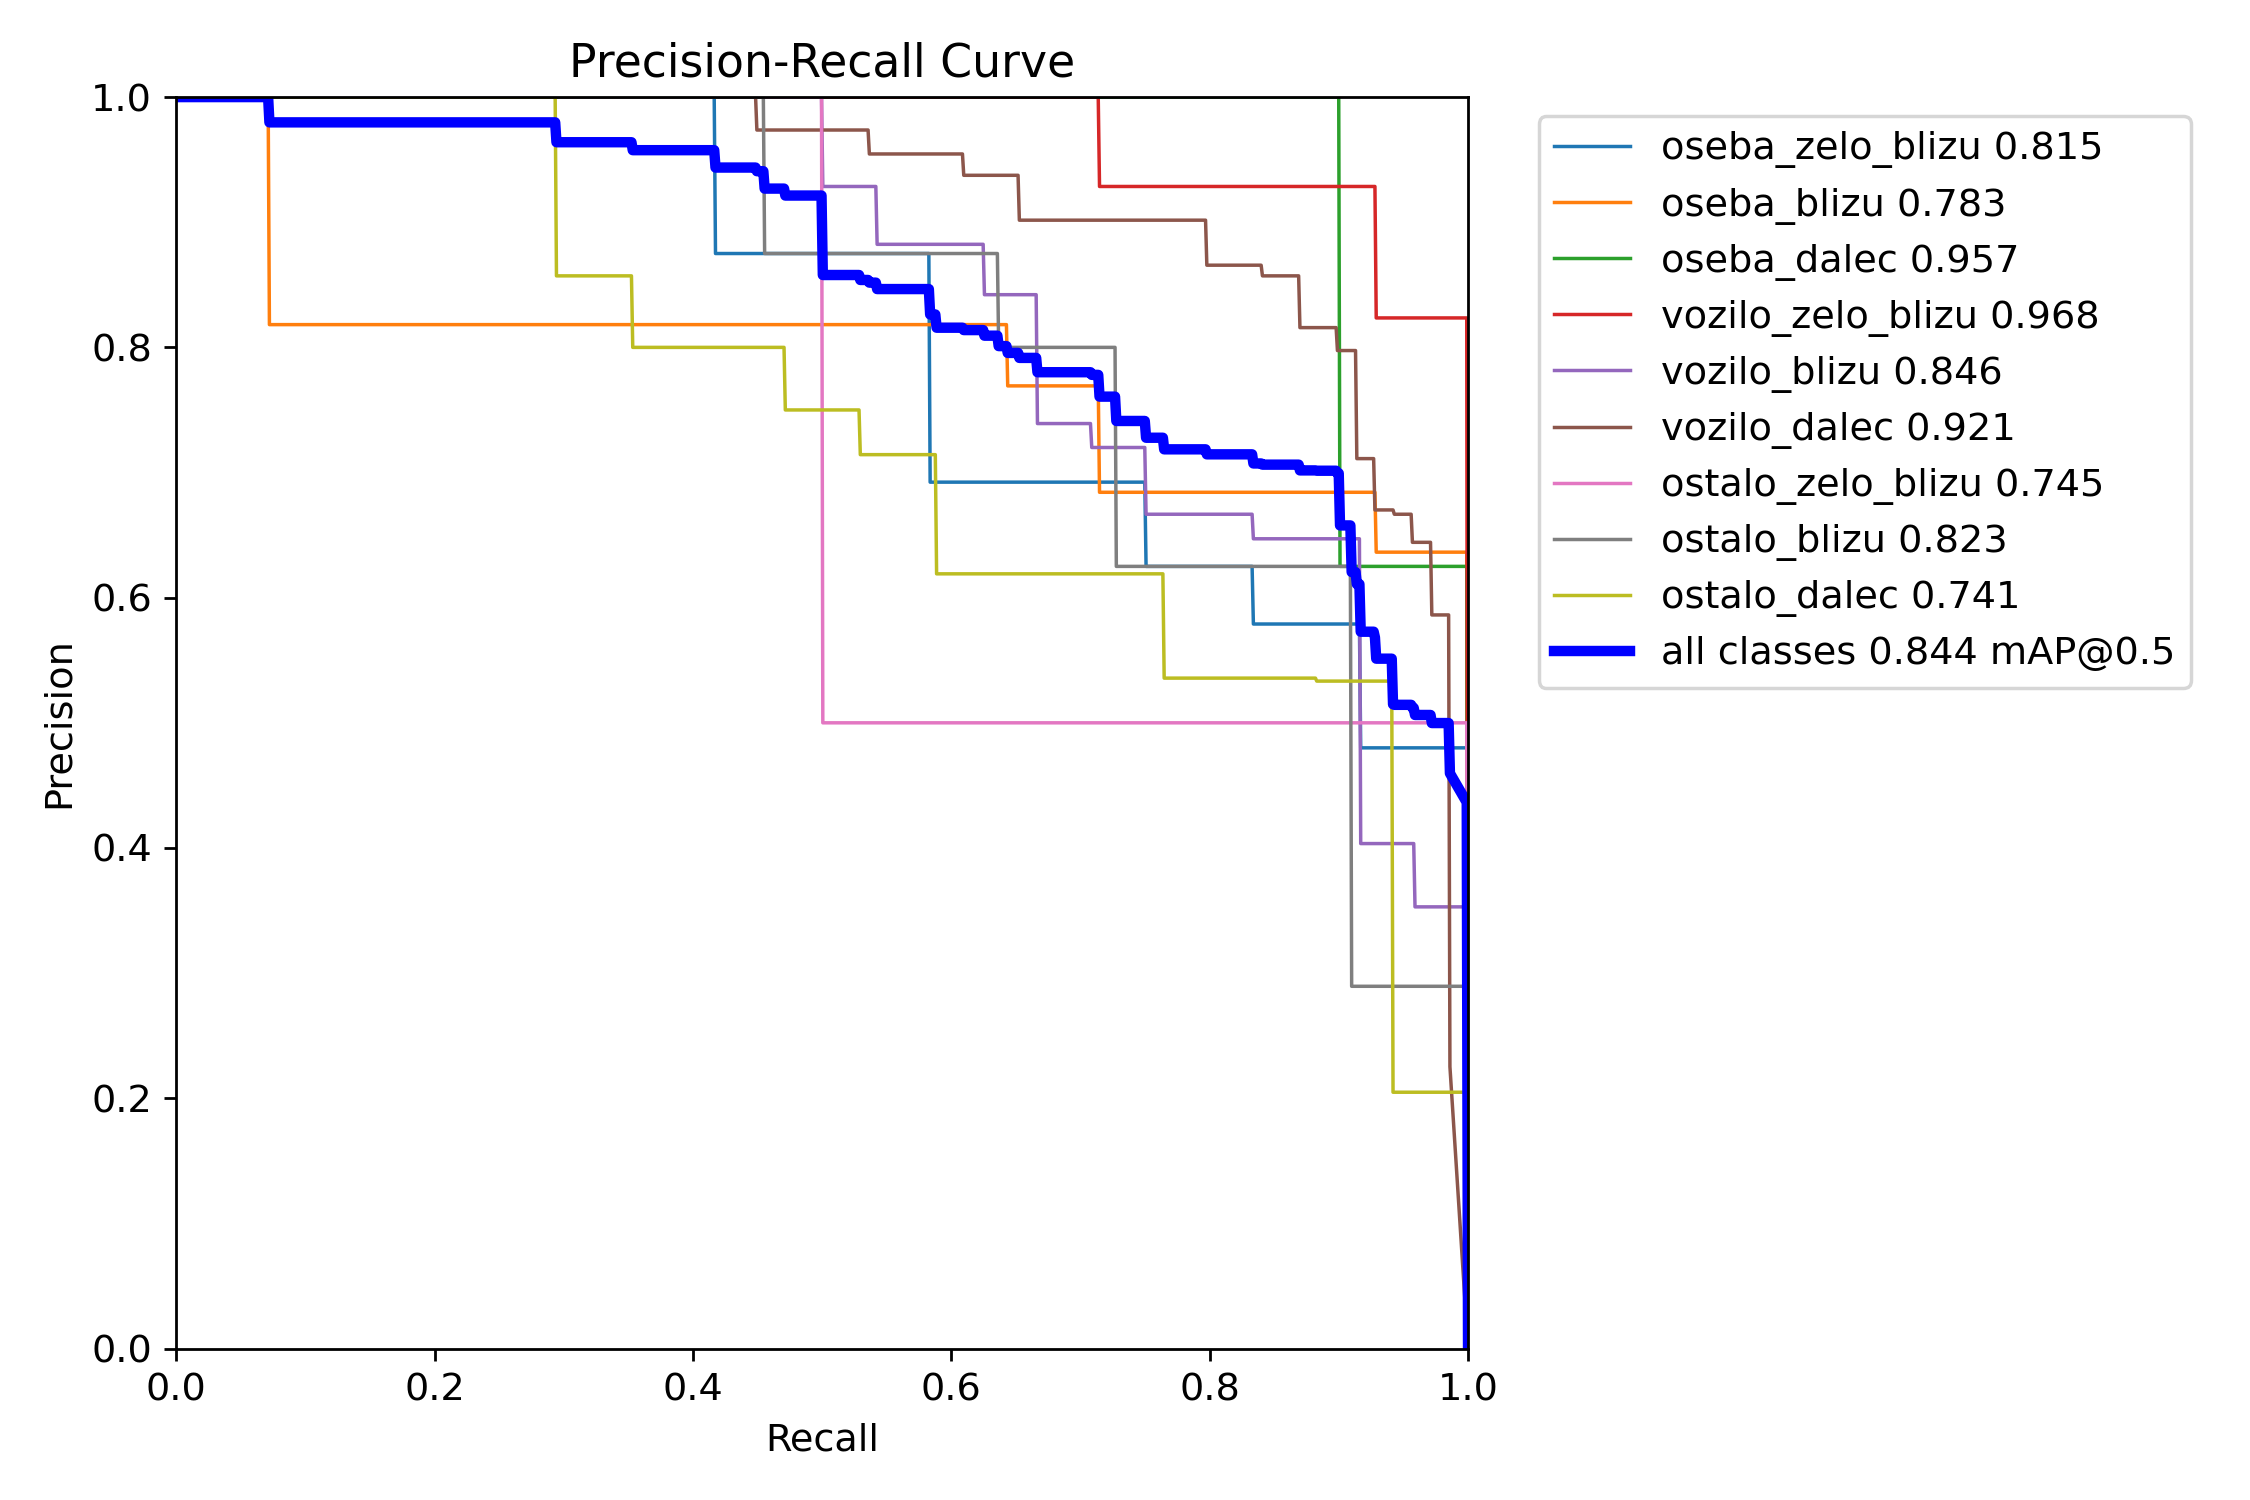 Precision-Recall Curve
1.0
0.8
0.6
0.4
0.2
0.0
Precision
0.0 0.2 0.4 0.6 0.8 1.0
Recall
oseba_zelo_blizu 0.815
oseba_blizu 0.783
oseba_dalec 0.957
vozilo_zelo_blizu 0.968
vozilo_blizu 0.846
vozilo_dalec 0.921
ostalo_zelo_blizu 0.745
ostalo_blizu 0.823
ostalo_dalec 0.741
all classes 0.844 mAP@0.5